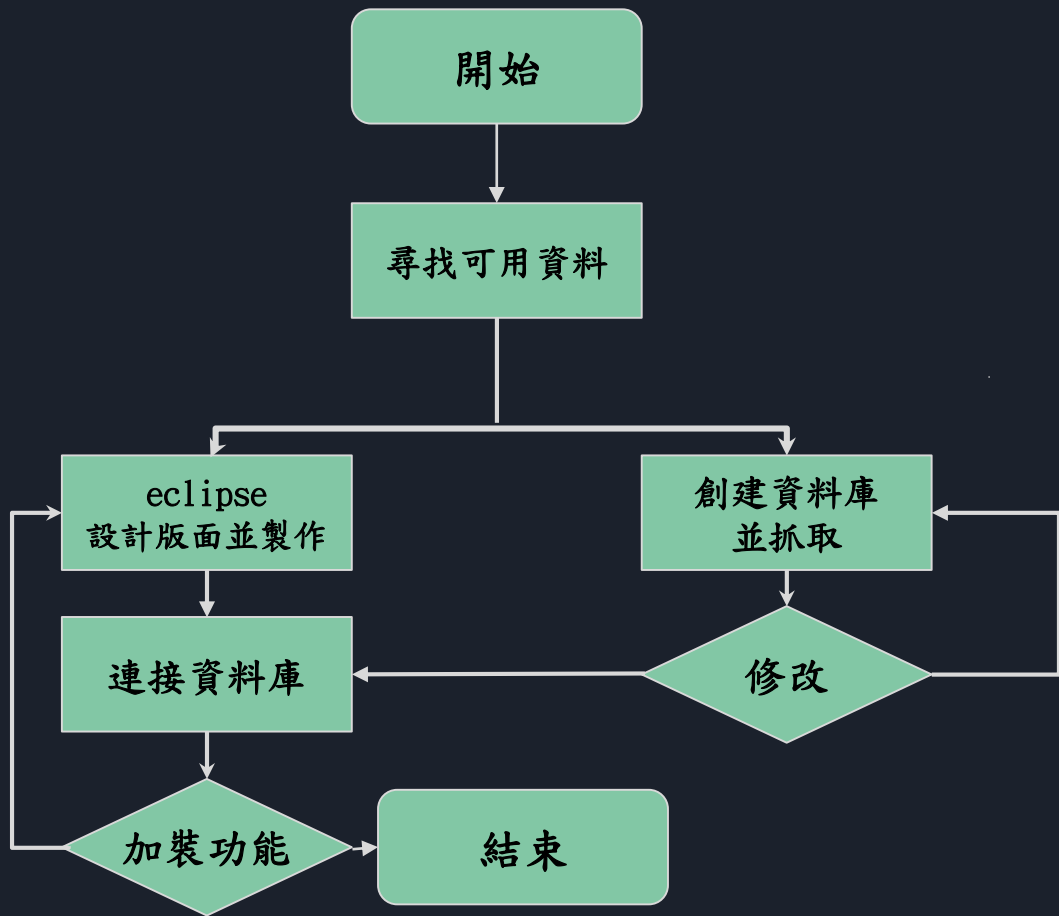 開始
尋找可用資料
eclipse
設計版面並製作
創建資料庫
並抓取
連接資料庫
修改
加裝功能
結束